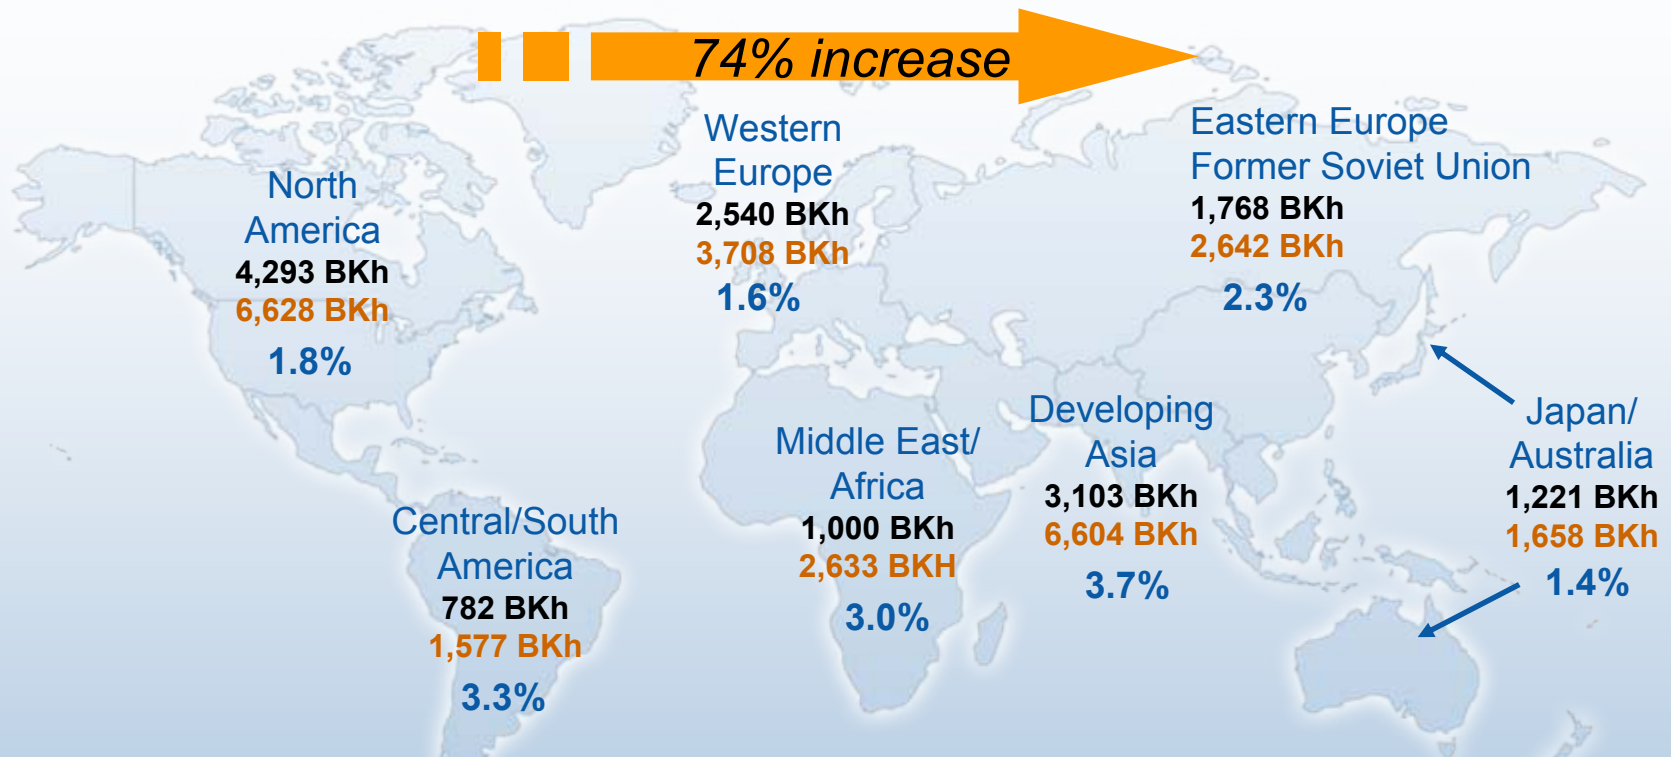 74% increase
North
America
4,293 BKh
6,628 BKh
1.8%
Western
Europe
2,540 BKh
3,708 BKh
1.6%
Eastern Europe
Former Soviet Union
1,768 BKh
2,642 BKh
2.3%
Central/South
America
782 BKh
1,577 BKh
3.3%
Middle East/
Africa
1,000 BKh
2,633 BKH
3.0%
Developing
Asia
3,103 BKh
6,604 BKh
3.7%
Japan/
Australia
1,221 BKh
1,658 BKh
1.4%